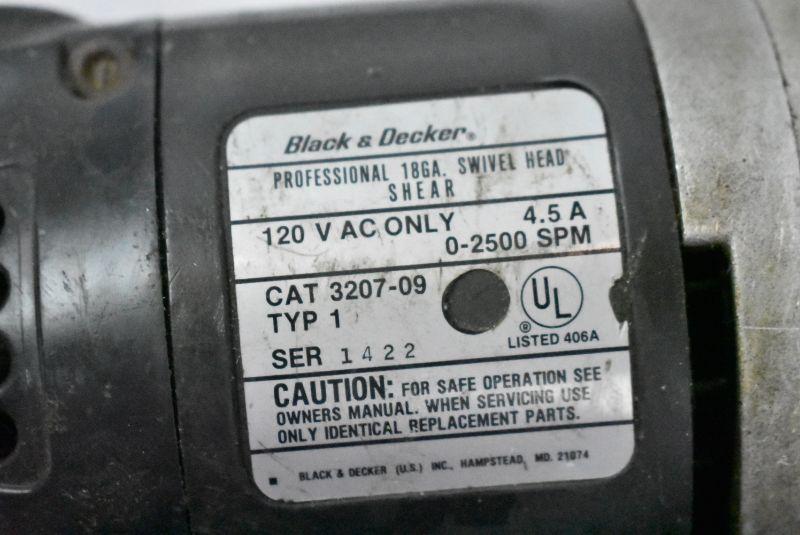 Black & Decker®
PROFESSIONAL 18GA. SWIVEL HEAD
SHEAR
120 V AC ONLY 4.5 A
0-2500 SPM
CAT 3207-09
TYP 1
SER 1422
UL
®
LISTED 406A
CAUTION: FOR SAFE OPERATION SEE
OWNERS MANUAL. WHEN SERVICING USE
ONLY IDENTICAL REPLACEMENT PARTS.
BLACK & DECKER (U.S.) INC., HAMPSTEAD, MD. 21074